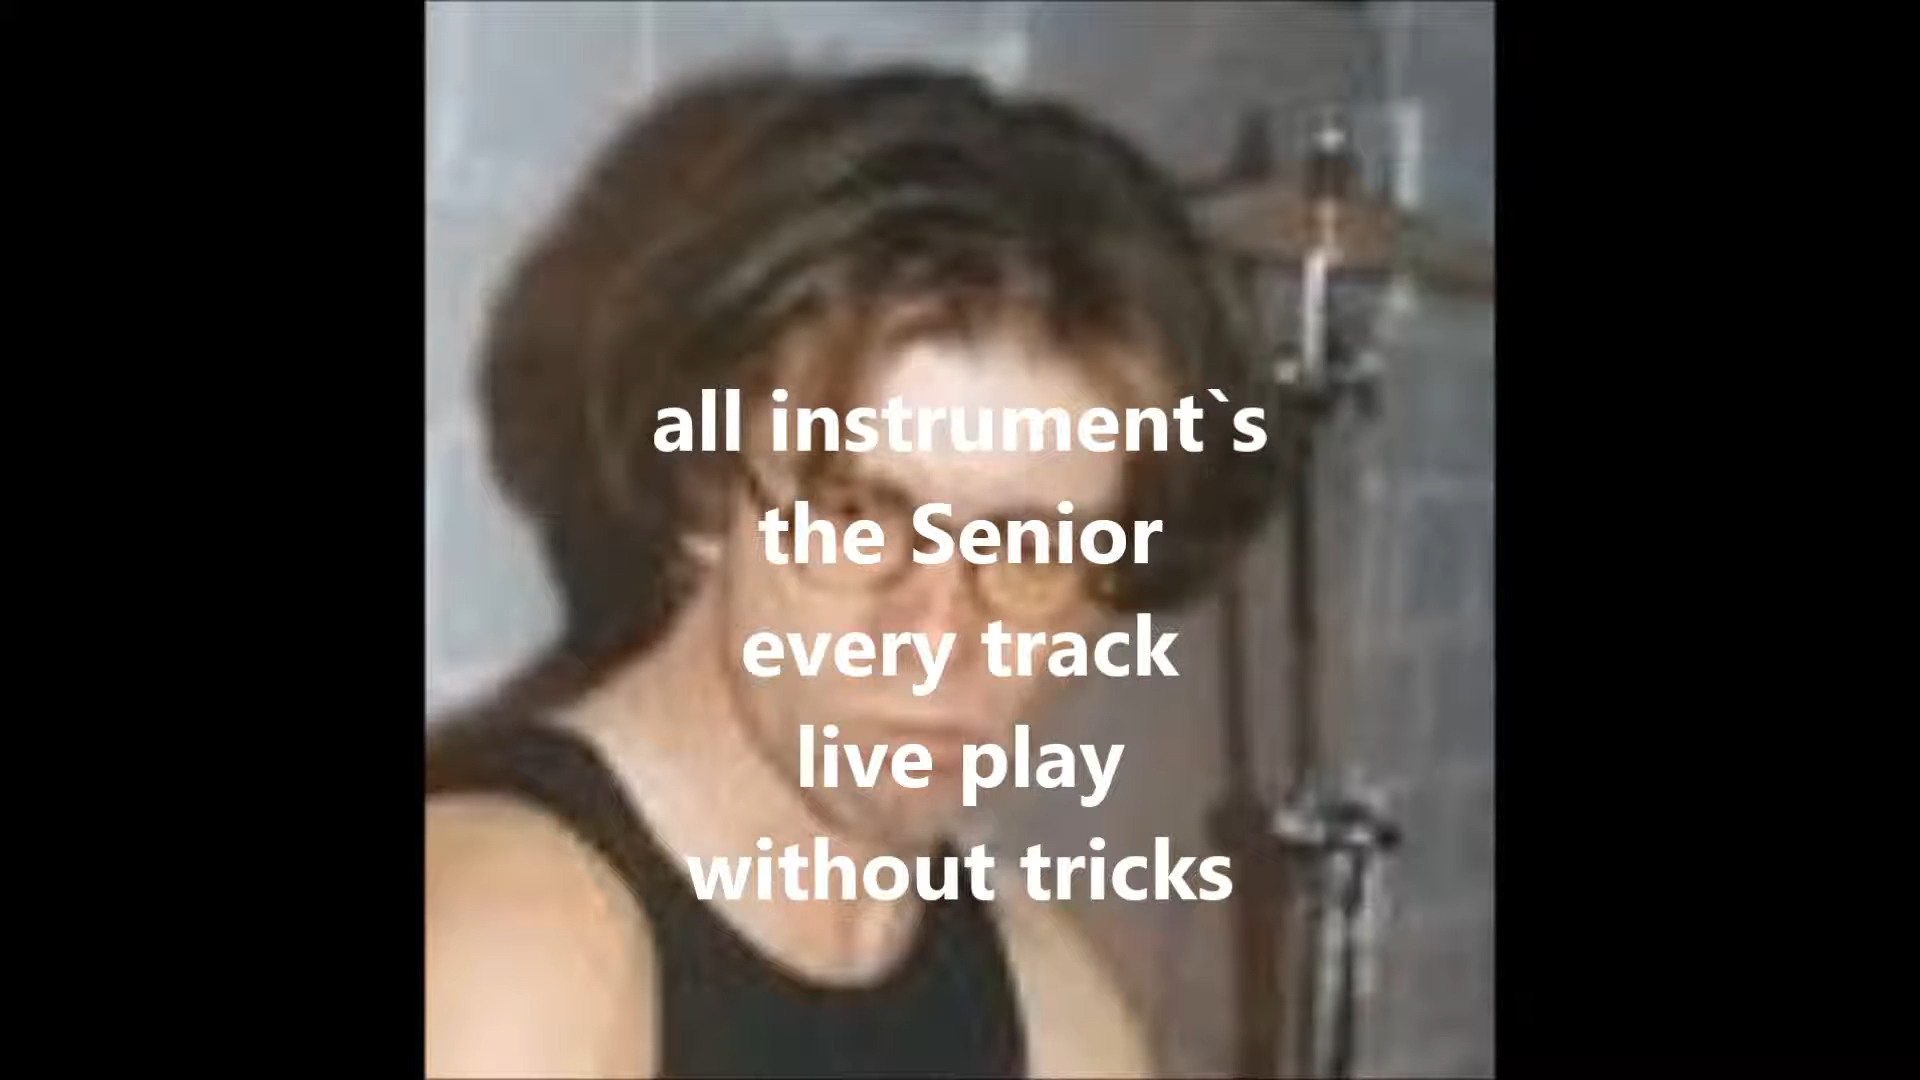 all instrument`s
the Senior
every track
live play
without tricks